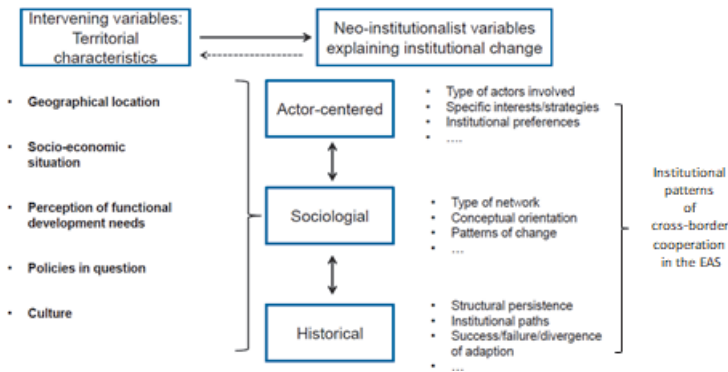 Intervening variables:
Territorial
characteristics
Neo-institutionalist variables
explaining institutional change
• Geographical location
• Socio-economic
situation
• Perception of functional
development needs
• Policies in question
• Culture
Actor-centered
Sociologial
Historical
• Type of actors involved
• Specific interests/strategies
• Institutional preferences
• ....
• Type of network
• Conceptual orientation
• Patterns of change
• ...
• Structural persistence
• Institutional paths
• Success/failure/divergence
of adaption
• ...
Institutional
patterns
of
cross-border
cooperation
in the EAS